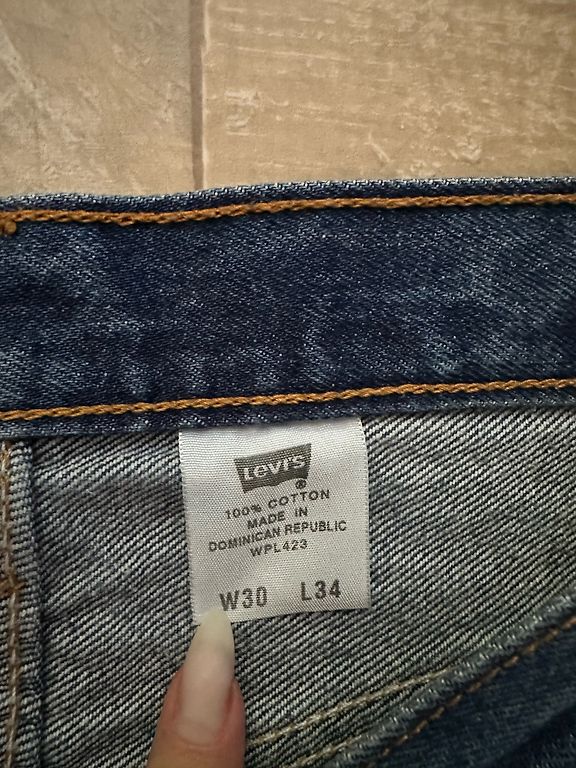 Levi's
®
100% COTTON
MADE IN
DOMINICAN REPUBLIC
WPL423
W30 L34